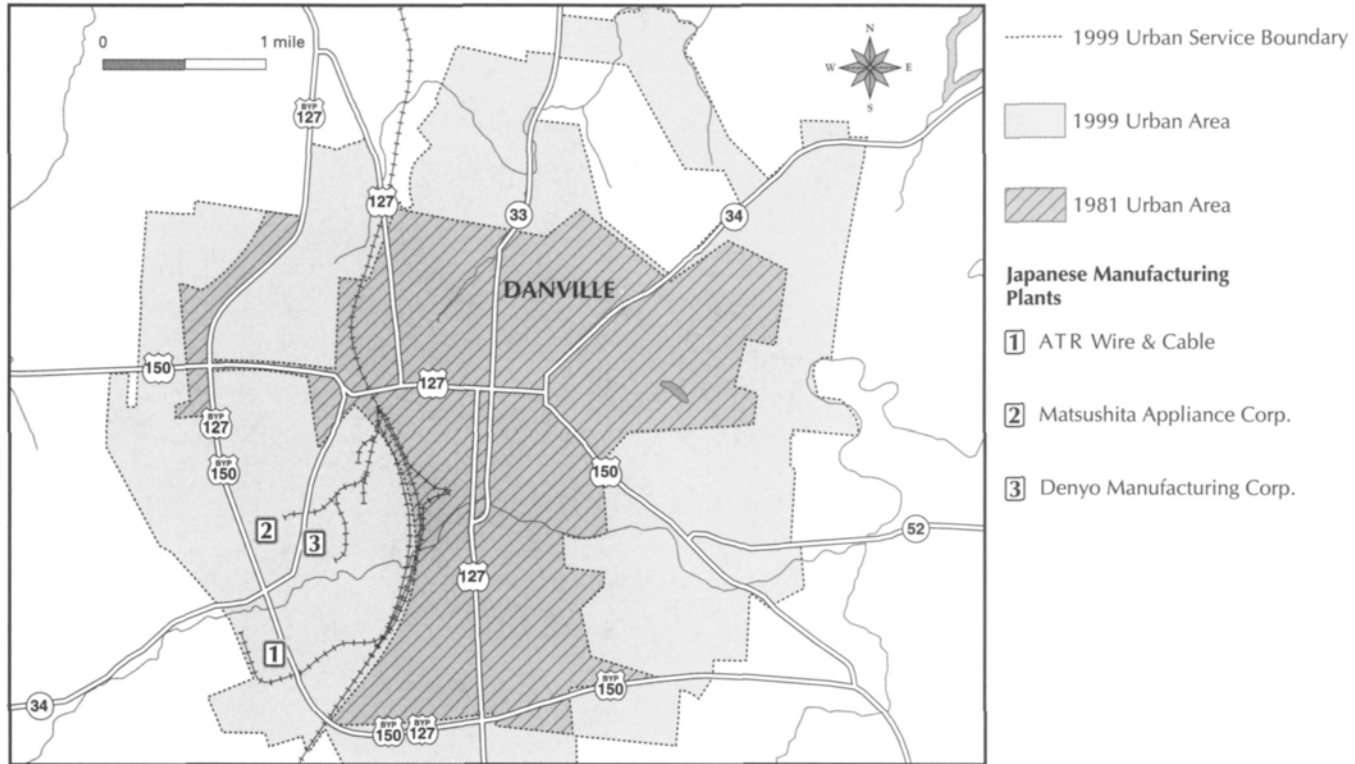 0 1 mile
N
W E
S
BYP
127
127
33
34
DANVILLE
150
127
BYP
127
BYP
150
150
2
3
52
127
1
BYP
150
34
BYP
150
BYP
127
1999 Urban Service Boundary
1999 Urban Area
1981 Urban Area
Japanese Manufacturing
Plants
1 ATR Wire & Cable
2 Matsushita Appliance Corp.
3 Denyo Manufacturing Corp.